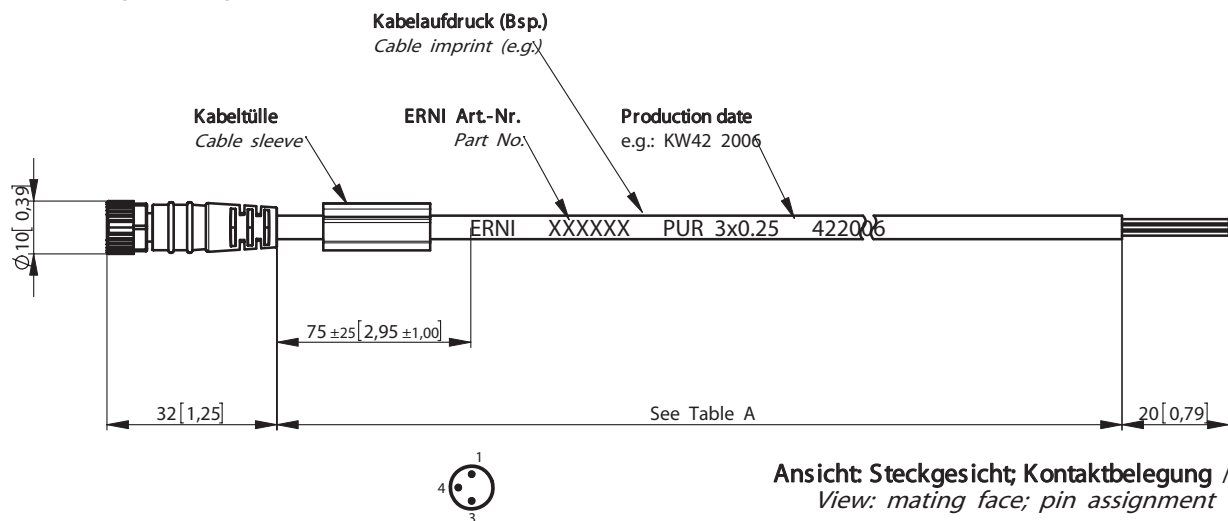 Kabelaufdruck (Bsp.)
Cable imprint (e.g.)
Kabeltülle
Cable sleeve
ERNI Art.-Nr.
Part No.
Production date
e.g.: KW42 2006
Ø 10[0,39]
ERNI XXXXXX PUR 3x0.25 422006
75 ±25[2,95 ±1,00]
32[1,25]
See Table A
20[0,79]
1
4
3
Ansicht: Steckgesicht; Kontaktbelegung /
View: mating face; pin assignment